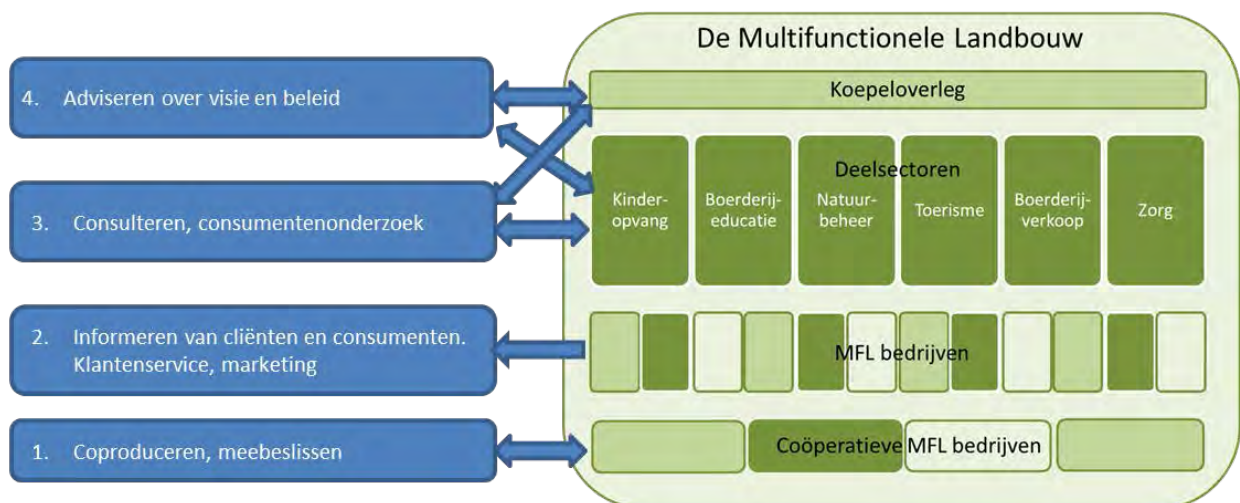 De Multifunctionele Landbouw
4. Adviseren over visie en beleid
Koepeloverleg
3. Consulteren, consumentenonderzoek
Deelsectoren
Kinder-
opvang
Boerderij-
educatie
Natuur-
beheer
Toerisme
Boerderij-
verkoop
Zorg
2. Informeren van cliënten en consumenten.
Klantenservice, marketing
MFL bedrijven
1. Coproduceren, meebeslissen
Coöperatieve MFL bedrijven